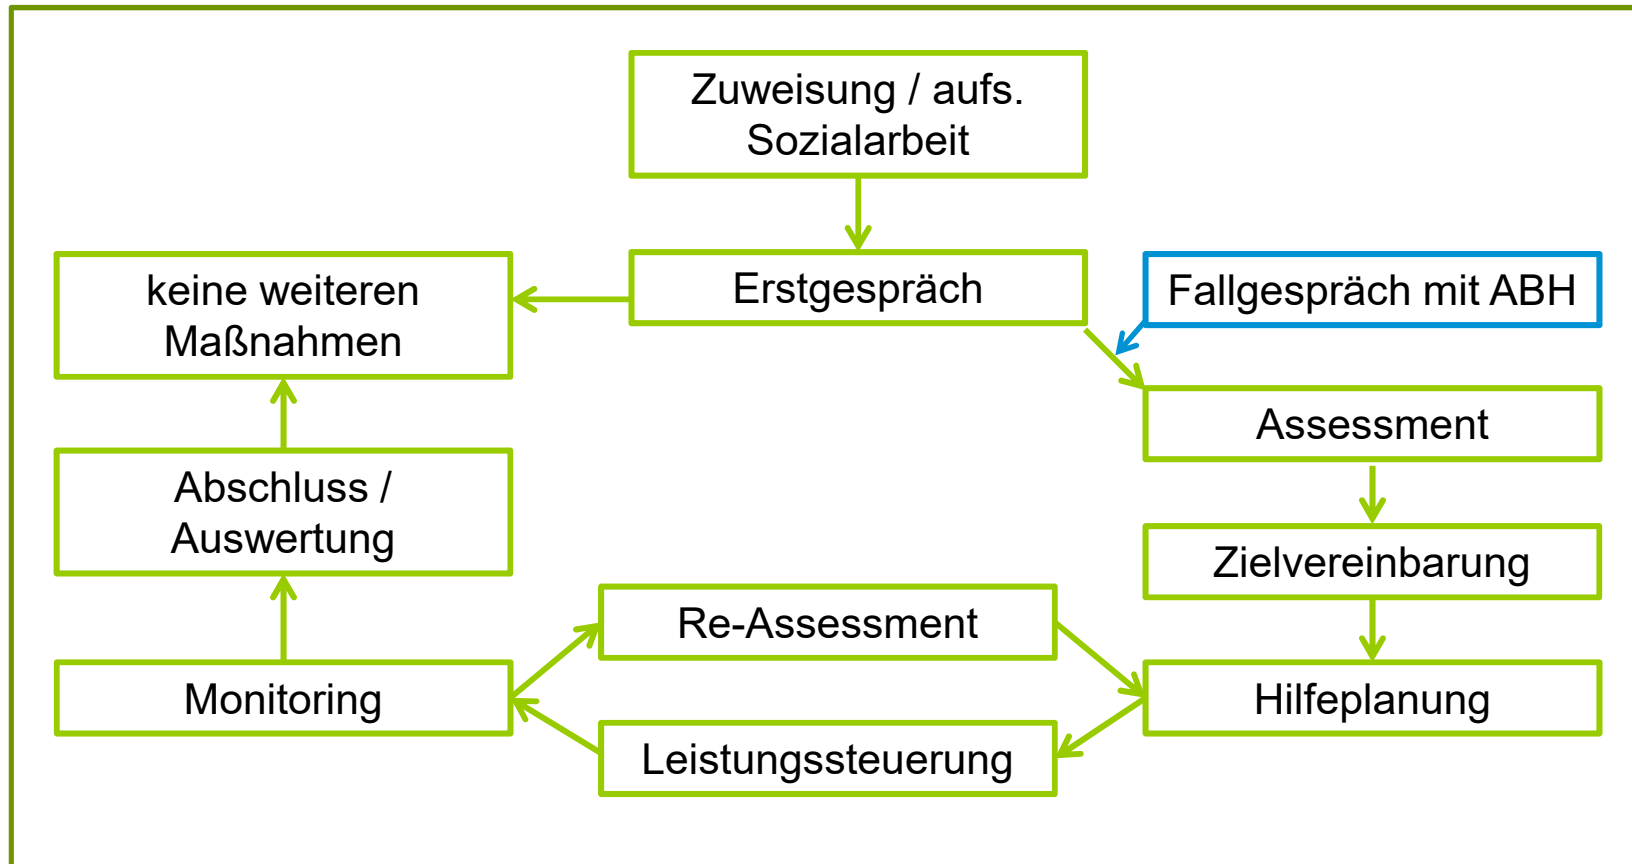 Zuweisung / aufs.
Sozialarbeit
Erstgespräch
Fallgespräch mit ABH
keine weiteren
Maßnahmen
Assessment
Abschluss /
Auswertung
Zielvereinbarung
Re-Assessment
Monitoring
Hilfeplanung
Leistungssteuerung